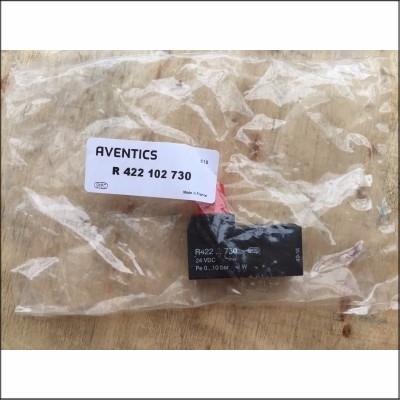 AVENTICS
R 422 102 730
Made in France
R422 730
24 VDC
Pe 0...10 bar W